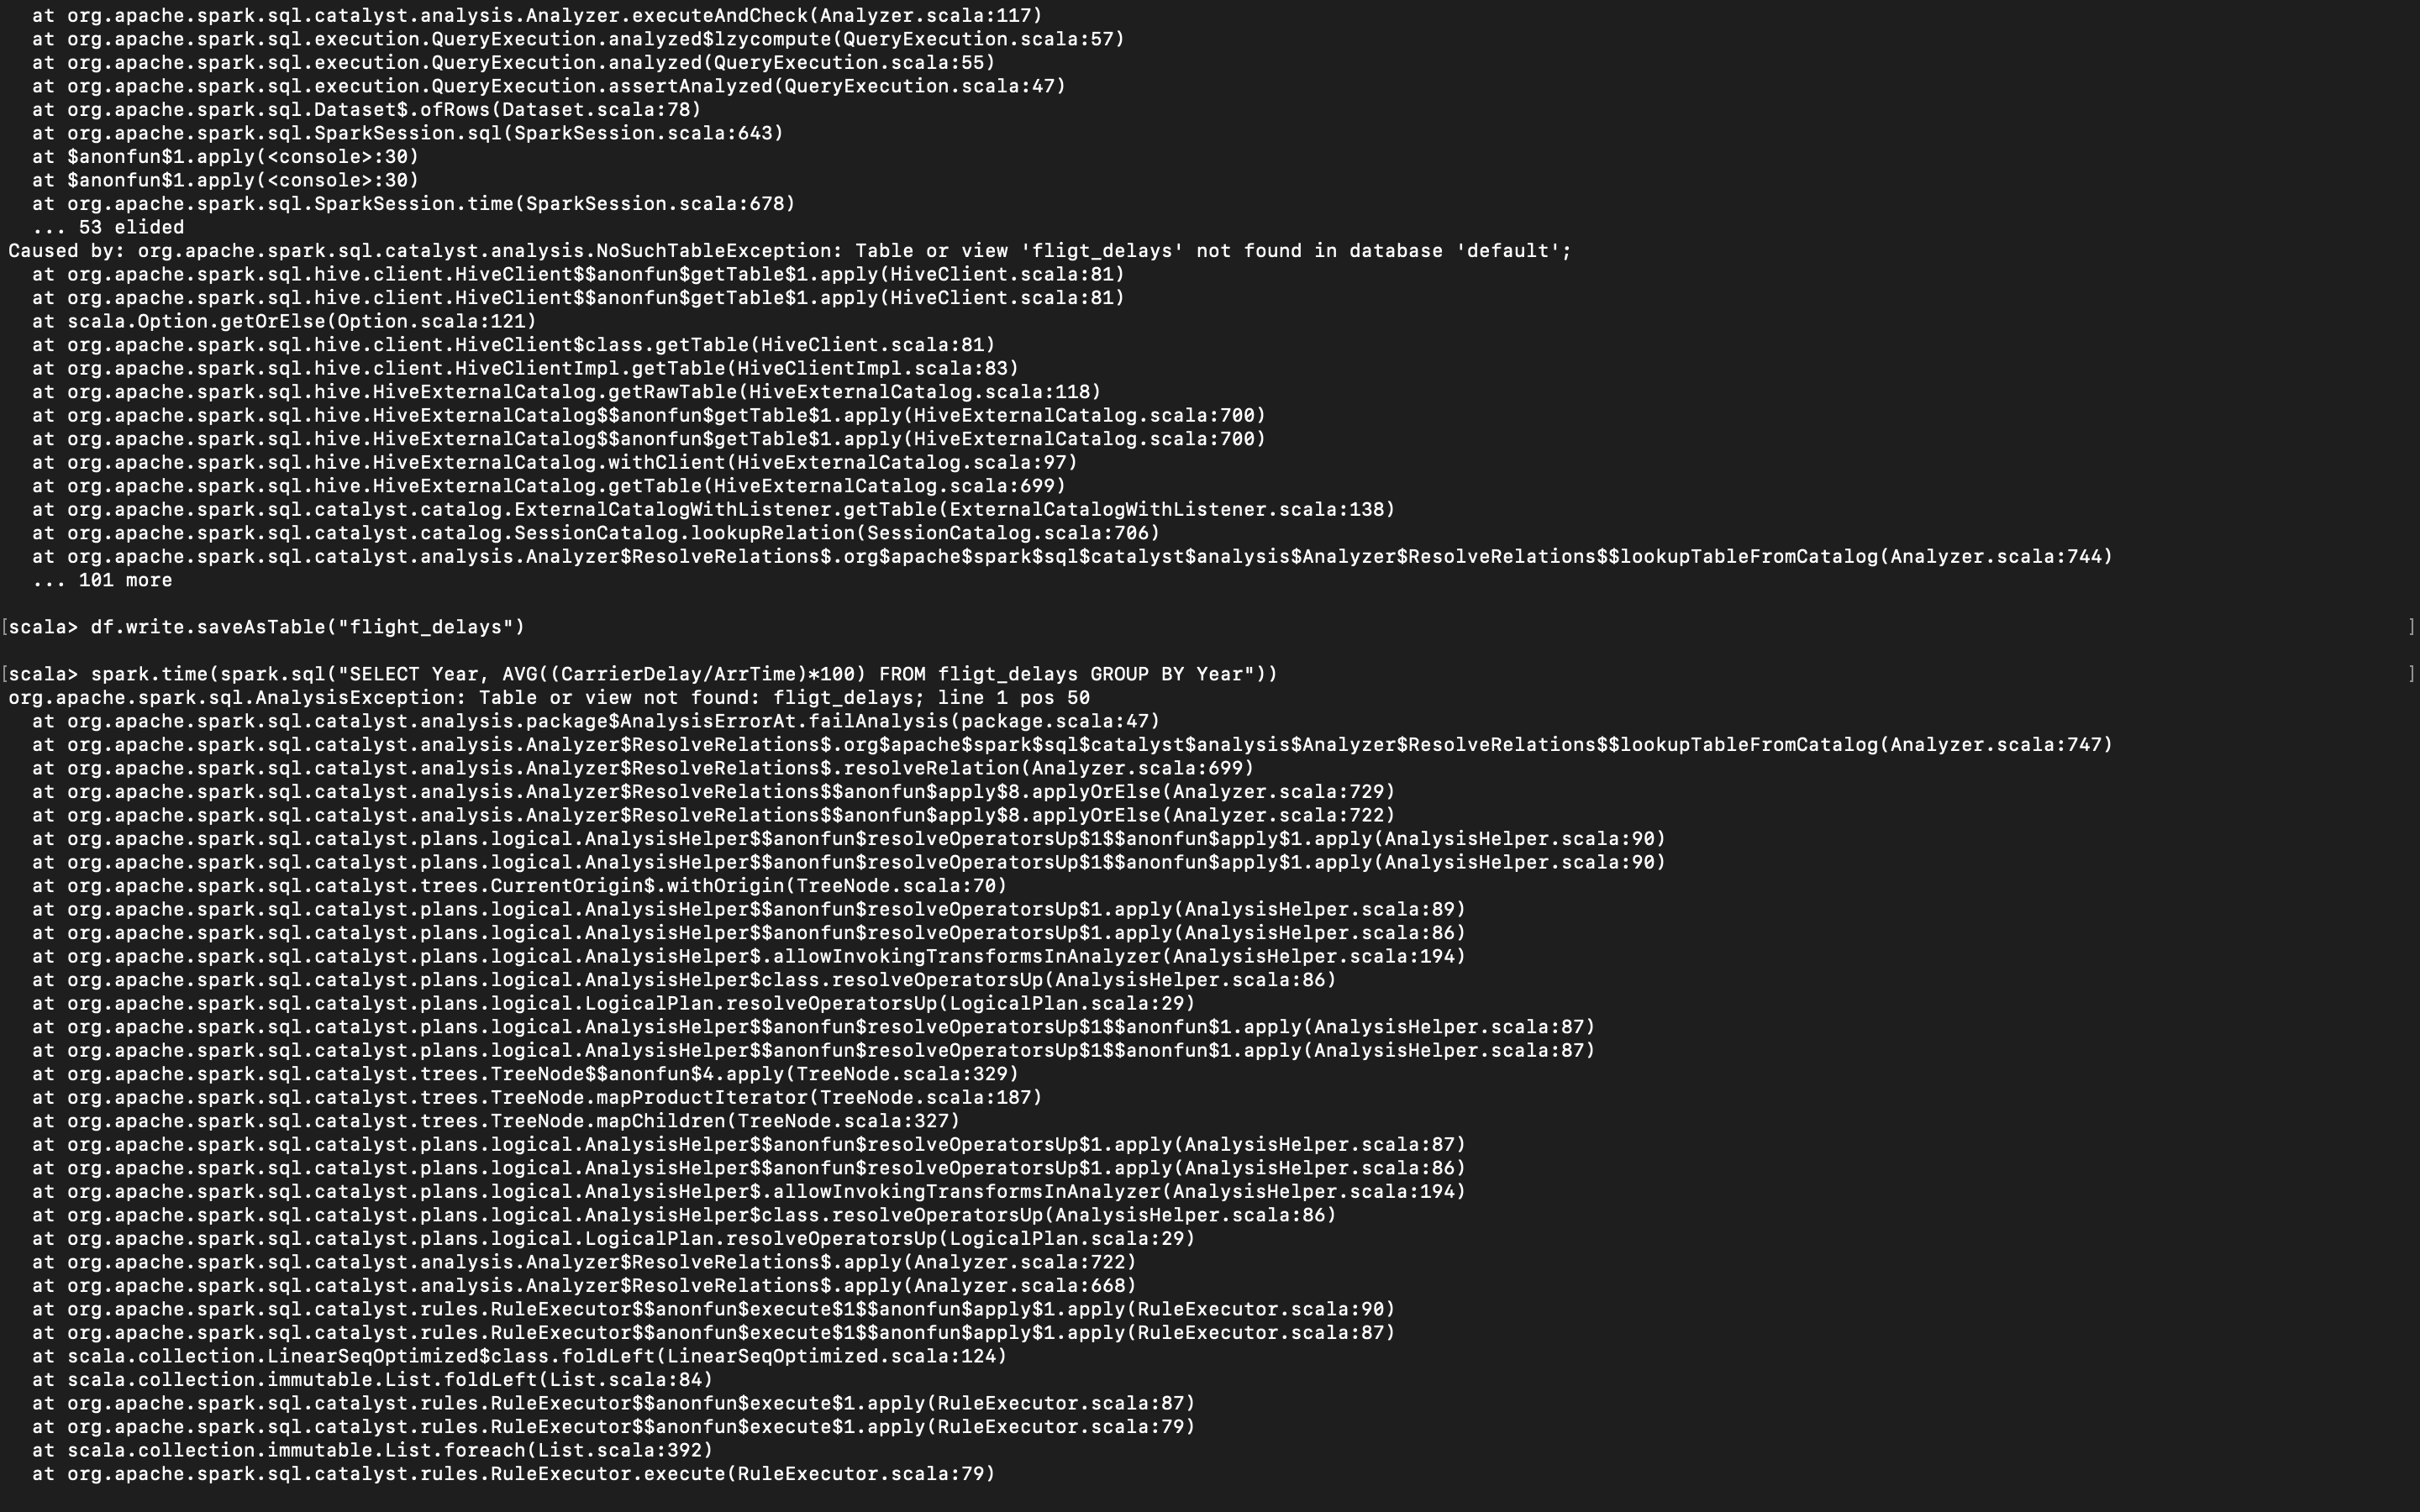 at org.apache.spark.sql.catalyst.analysis.Analyzer.executeAndCheck(Analyzer.scala:117)
at org.apache.spark.sql.execution.QueryExecution.analyzed$lzycompute(QueryExecution.scala:57)
at org.apache.spark.sql.execution.QueryExecution.analyzed(QueryExecution.scala:55)
at org.apache.spark.sql.execution.QueryExecution.assertAnalyzed(QueryExecution.scala:47)
at org.apache.spark.sql.Dataset$.ofRows(Dataset.scala:78)
at org.apache.spark.sql.SparkSession.sql(SparkSession.scala:643)
at $anonfun$1.apply(<console>:30)
at $anonfun$1.apply(<console>:30)
at org.apache.spark.sql.SparkSession.time(SparkSession.scala:678)
... 53 elided
Caused by: org.apache.spark.sql.catalyst.analysis.NoSuchTableException: Table or view 'fligt_delays' not found in database 'default';
at org.apache.spark.sql.hive.client.HiveClient$$anonfun$getTable$1.apply(HiveClient.scala:81)
at org.apache.spark.sql.hive.client.HiveClient$$anonfun$getTable$1.apply(HiveClient.scala:81)
at scala.Option.getOrElse(Option.scala:121)
at org.apache.spark.sql.hive.client.HiveClient$class.getTable(HiveClient.scala:81)
at org.apache.spark.sql.hive.client.HiveClientImpl.getTable(HiveClientImpl.scala:83)
at org.apache.spark.sql.hive.HiveExternalCatalog.getRawTable(HiveExternalCatalog.scala:118)
at org.apache.spark.sql.hive.HiveExternalCatalog$$anonfun$getTable$1.apply(HiveExternalCatalog.scala:700)
at org.apache.spark.sql.hive.HiveExternalCatalog$$anonfun$getTable$1.apply(HiveExternalCatalog.scala:700)
at org.apache.spark.sql.hive.HiveExternalCatalog.withClient(HiveExternalCatalog.scala:97)
at org.apache.spark.sql.hive.HiveExternalCatalog.getTable(HiveExternalCatalog.scala:699)
at org.apache.spark.sql.catalyst.catalog.ExternalCatalogWithListener.getTable(ExternalCatalogWithListener.scala:138)
at org.apache.spark.sql.catalyst.catalog.SessionCatalog.lookupRelation(SessionCatalog.scala:706)
at org.apache.spark.sql.catalyst.analysis.Analyzer$ResolveRelations$.org$apache$spark$sql$catalyst$analysis$Analyzer$ResolveRelations$$lookupTableFromCatalog(Analyzer.scala:744)
... 101 more
[scala> df.write.saveAsTable("flight_delays") ]
[scala> spark.time(spark.sql("SELECT Year, AVG((CarrierDelay/ArrTime)*100) FROM fligt_delays GROUP BY Year")) ]
org.apache.spark.sql.AnalysisException: Table or view not found: fligt_delays; line 1 pos 50
at org.apache.spark.sql.catalyst.analysis.package$AnalysisErrorAt.failAnalysis(package.scala:47)
at org.apache.spark.sql.catalyst.analysis.Analyzer$ResolveRelations$.org$apache$spark$sql$catalyst$analysis$Analyzer$ResolveRelations$$lookupTableFromCatalog(Analyzer.scala:747)
at org.apache.spark.sql.catalyst.analysis.Analyzer$ResolveRelations$.resolveRelation(Analyzer.scala:699)
at org.apache.spark.sql.catalyst.analysis.Analyzer$ResolveRelations$$anonfun$apply$8.applyOrElse(Analyzer.scala:729)
at org.apache.spark.sql.catalyst.analysis.Analyzer$ResolveRelations$$anonfun$apply$8.applyOrElse(Analyzer.scala:722)
at org.apache.spark.sql.catalyst.plans.logical.AnalysisHelper$$anonfun$resolveOperatorsUp$1$$anonfun$apply$1.apply(AnalysisHelper.scala:90)
at org.apache.spark.sql.catalyst.plans.logical.AnalysisHelper$$anonfun$resolveOperatorsUp$1$$anonfun$apply$1.apply(AnalysisHelper.scala:90)
at org.apache.spark.sql.catalyst.trees.CurrentOrigin$.withOrigin(TreeNode.scala:70)
at org.apache.spark.sql.catalyst.plans.logical.AnalysisHelper$$anonfun$resolveOperatorsUp$1.apply(AnalysisHelper.scala:89)
at org.apache.spark.sql.catalyst.plans.logical.AnalysisHelper$$anonfun$resolveOperatorsUp$1.apply(AnalysisHelper.scala:86)
at org.apache.spark.sql.catalyst.plans.logical.AnalysisHelper$.allowInvokingTransformsInAnalyzer(AnalysisHelper.scala:194)
at org.apache.spark.sql.catalyst.plans.logical.AnalysisHelper$class.resolveOperatorsUp(AnalysisHelper.scala:86)
at org.apache.spark.sql.catalyst.plans.logical.LogicalPlan.resolveOperatorsUp(LogicalPlan.scala:29)
at org.apache.spark.sql.catalyst.plans.logical.AnalysisHelper$$anonfun$resolveOperatorsUp$1$$anonfun$1.apply(AnalysisHelper.scala:87)
at org.apache.spark.sql.catalyst.plans.logical.AnalysisHelper$$anonfun$resolveOperatorsUp$1$$anonfun$1.apply(AnalysisHelper.scala:87)
at org.apache.spark.sql.catalyst.trees.TreeNode$$anonfun$4.apply(TreeNode.scala:329)
at org.apache.spark.sql.catalyst.trees.TreeNode.mapProductIterator(TreeNode.scala:187)
at org.apache.spark.sql.catalyst.trees.TreeNode.mapChildren(TreeNode.scala:327)
at org.apache.spark.sql.catalyst.plans.logical.AnalysisHelper$$anonfun$resolveOperatorsUp$1.apply(AnalysisHelper.scala:87)
at org.apache.spark.sql.catalyst.plans.logical.AnalysisHelper$$anonfun$resolveOperatorsUp$1.apply(AnalysisHelper.scala:86)
at org.apache.spark.sql.catalyst.plans.logical.AnalysisHelper$.allowInvokingTransformsInAnalyzer(AnalysisHelper.scala:194)
at org.apache.spark.sql.catalyst.plans.logical.AnalysisHelper$class.resolveOperatorsUp(AnalysisHelper.scala:86)
at org.apache.spark.sql.catalyst.plans.logical.LogicalPlan.resolveOperatorsUp(LogicalPlan.scala:29)
at org.apache.spark.sql.catalyst.analysis.Analyzer$ResolveRelations$.apply(Analyzer.scala:722)
at org.apache.spark.sql.catalyst.analysis.Analyzer$ResolveRelations$.apply(Analyzer.scala:668)
at org.apache.spark.sql.catalyst.rules.RuleExecutor$$anonfun$execute$1$$anonfun$apply$1.apply(RuleExecutor.scala:90)
at org.apache.spark.sql.catalyst.rules.RuleExecutor$$anonfun$execute$1$$anonfun$apply$1.apply(RuleExecutor.scala:87)
at scala.collection.LinearSeqOptimized$class.foldLeft(LinearSeqOptimized.scala:124)
at scala.collection.immutable.List.foldLeft(List.scala:84)
at org.apache.spark.sql.catalyst.rules.RuleExecutor$$anonfun$execute$1.apply(RuleExecutor.scala:87)
at org.apache.spark.sql.catalyst.rules.RuleExecutor$$anonfun$execute$1.apply(RuleExecutor.scala:79)
at scala.collection.immutable.List.foreach(List.scala:392)
at org.apache.spark.sql.catalyst.rules.RuleExecutor.execute(RuleExecutor.scala:79)